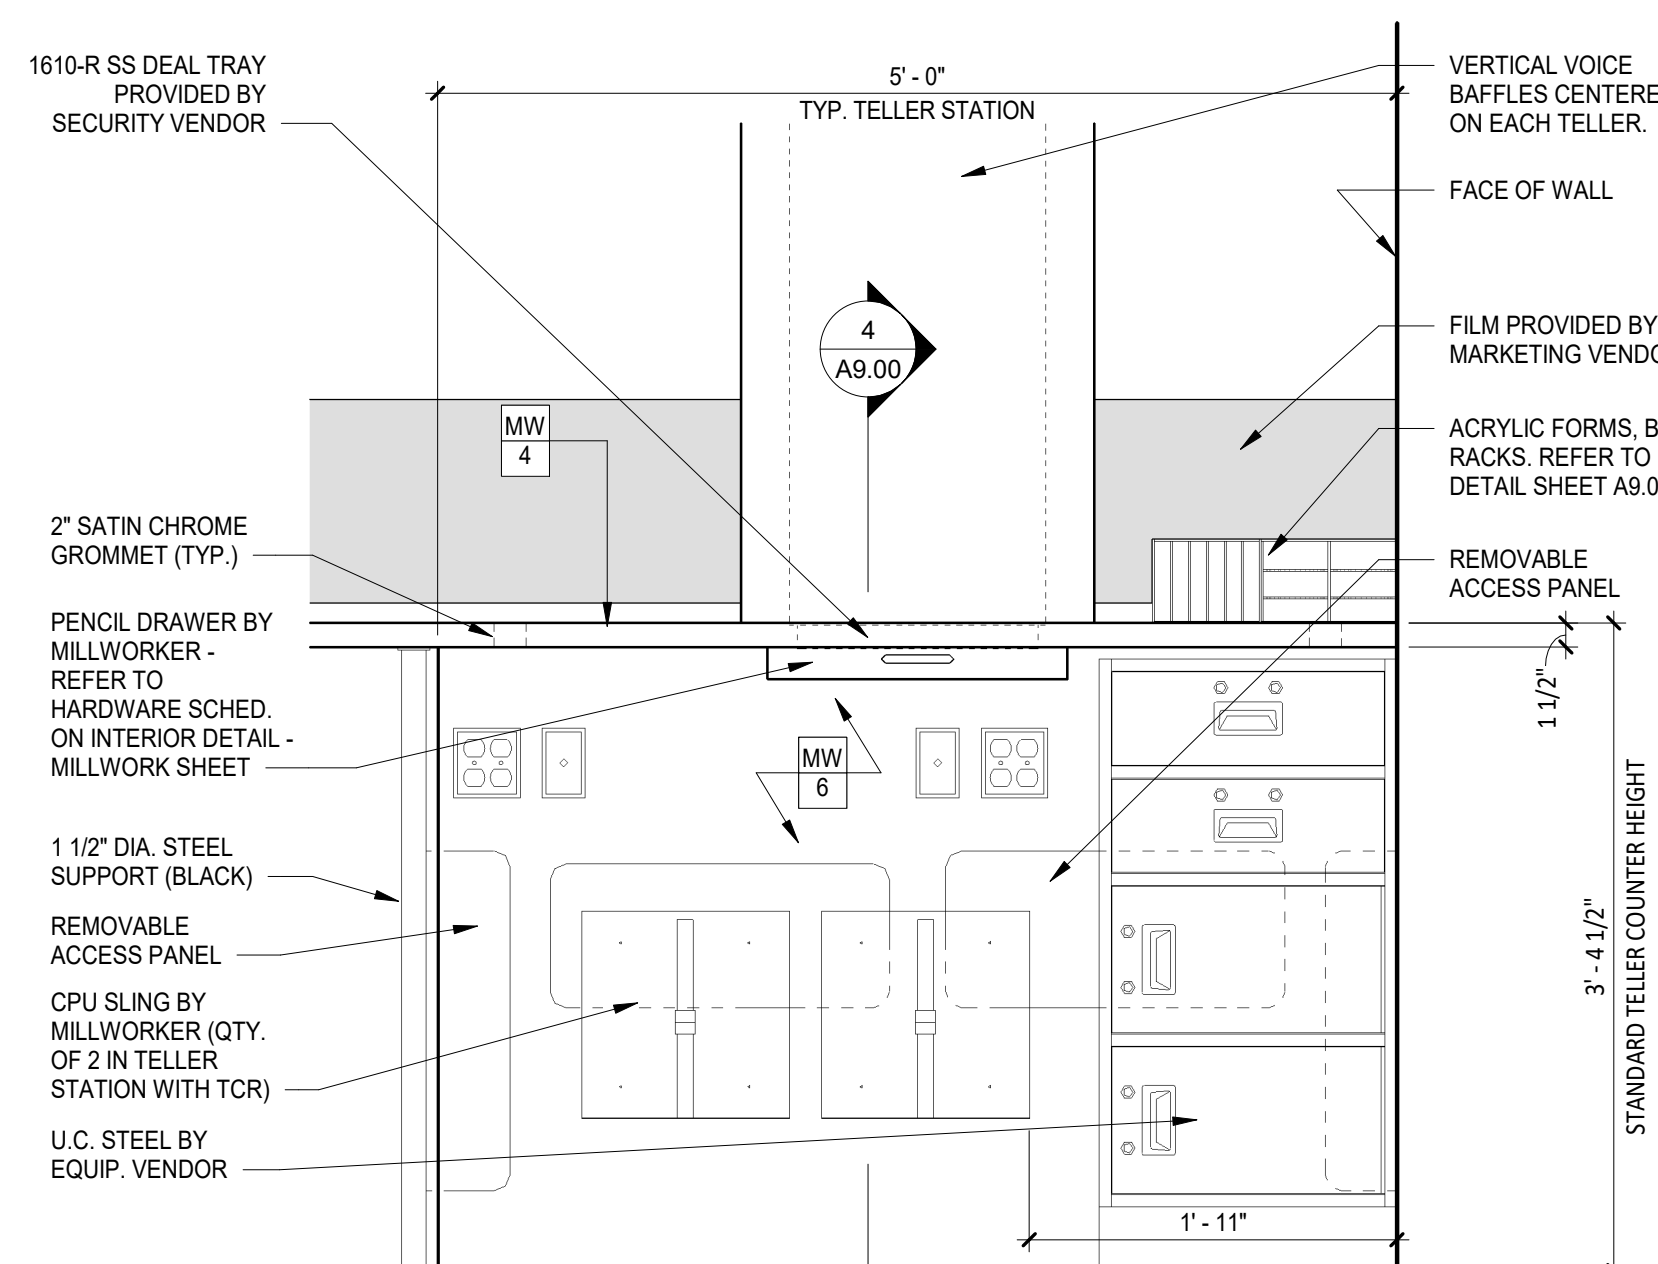 1610-R SS DEAL TRAY
PROVIDED BY
SECURITY VENDOR
5' - 0"
TYP. TELLER STATION
VERTICAL VOICE
BAFFLES CENTERE
ON EACH TELLER.
FACE OF WALL
4
A9.00
FILM PROVIDED BY
MARKETING VENDO
MW
4
ACRYLIC FORMS, B
RACKS. REFER TO
DETAIL SHEET A9.0
2" SATIN CHROME
GROMMET (TYP.)
REMOVABLE
ACCESS PANEL
PENCIL DRAWER BY
MILLWORKER -
REFER TO
HARDWARE SCHED.
ON INTERIOR DETAIL -
MILLWORK SHEET
1 1/2"
MW
6
1 1/2" DIA. STEEL
SUPPORT (BLACK)
REMOVABLE
ACCESS PANEL
3' - 4 1/2"
STANDARD TELLER COUNTER HEIGHT
CPU SLING BY
MILLWORKER (QTY.
OF 2 IN TELLER
STATION WITH TCR)
U.C. STEEL BY
EQUIP. VENDOR
1' - 11"